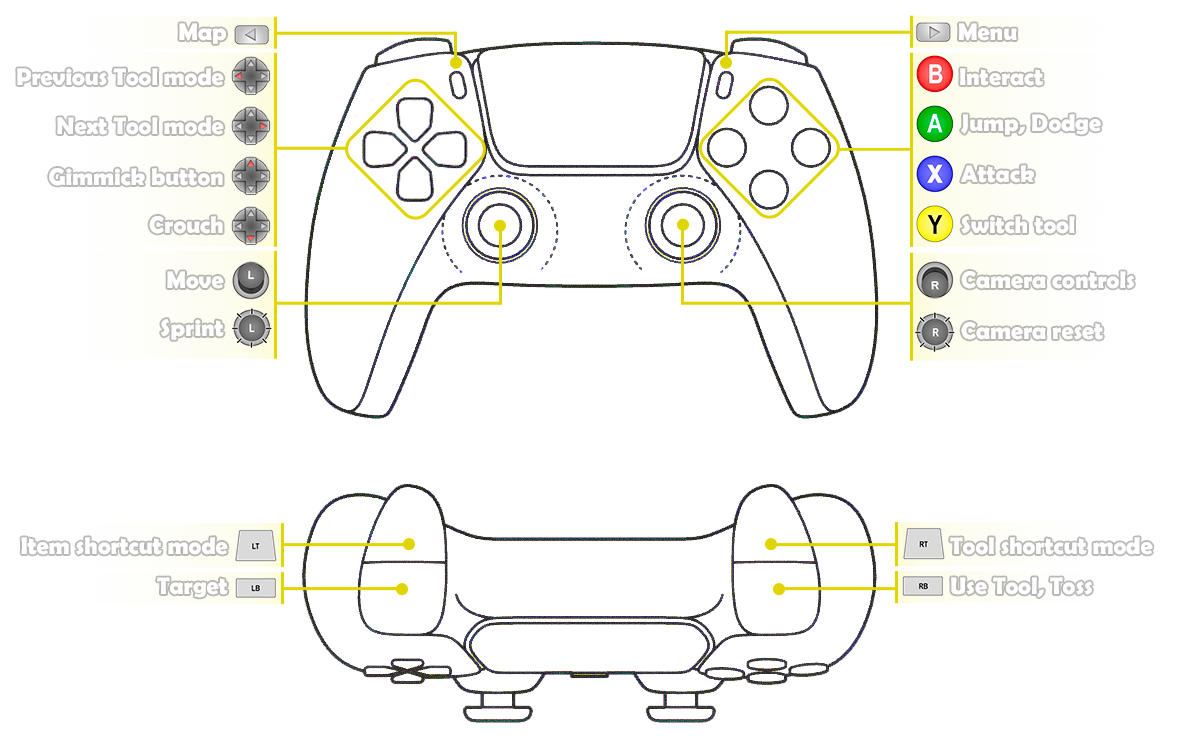 Map
Previous Tool mode
Next Tool mode
Gimmick button
Crouch
Move L
Sprint L
Menu
B Interact
A Jump, Dodge
X Attack
Y Switch tool
R Camera controls
R Camera reset
Item shortcut mode LT
Target LB
RT Tool shortcut mode
RB Use Tool, Toss